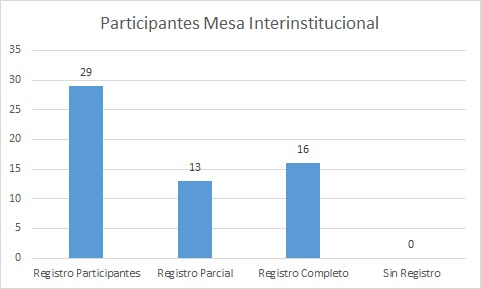 Participantes Mesa Interinstitucional
35
30
25
20
15
10
5
0
29
13
16
0
Registro Participantes
Registro Parcial
Registro Completo
Sin Registro